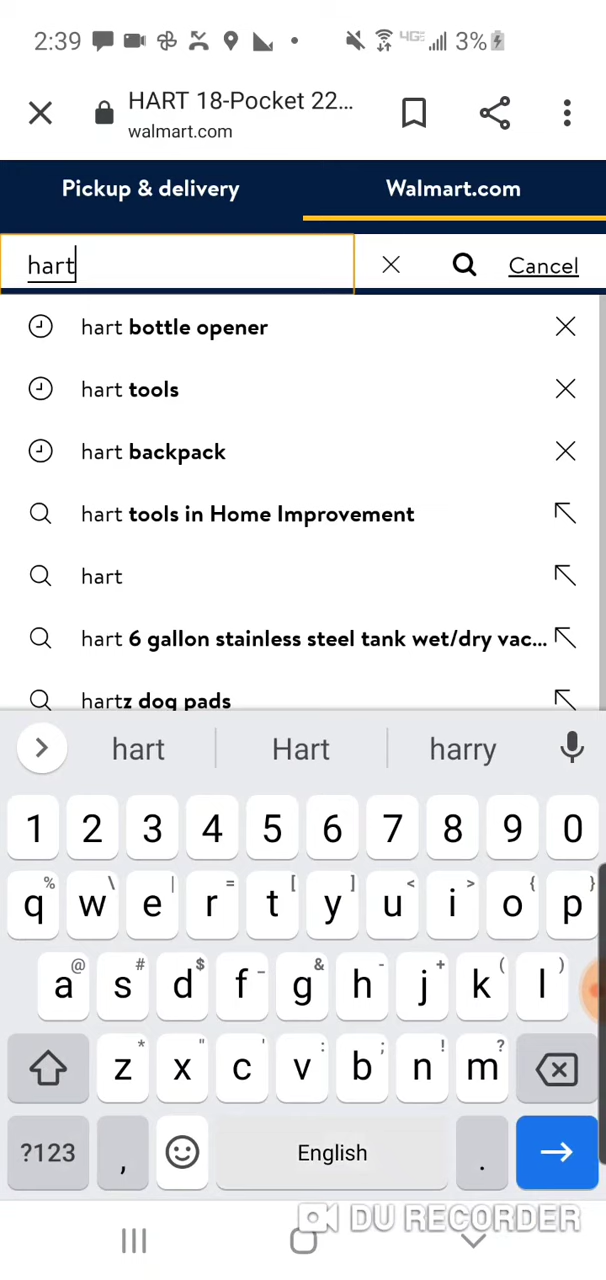 2:39 4GE 3%
HART 18-Pocket 22...
walmart.com
Pickup & delivery Walmart.com
hart Cancel
hart bottle opener
hart tools
hart backpack
hart tools in Home Improvement
hart
hart 6 gallon stainless steel tank wet/dry vac...
hartz dog pads
hart Hart harry
1 2 3 4 5 6 7 8 9 0
% \ | = [ ] < > { }
q w e r t y u i o p
@ # $ _ & - + ( )
a s d f g h j k l
* " ' : ; ! ?
z x c v b n m
?123 , English .
DU RECORDER